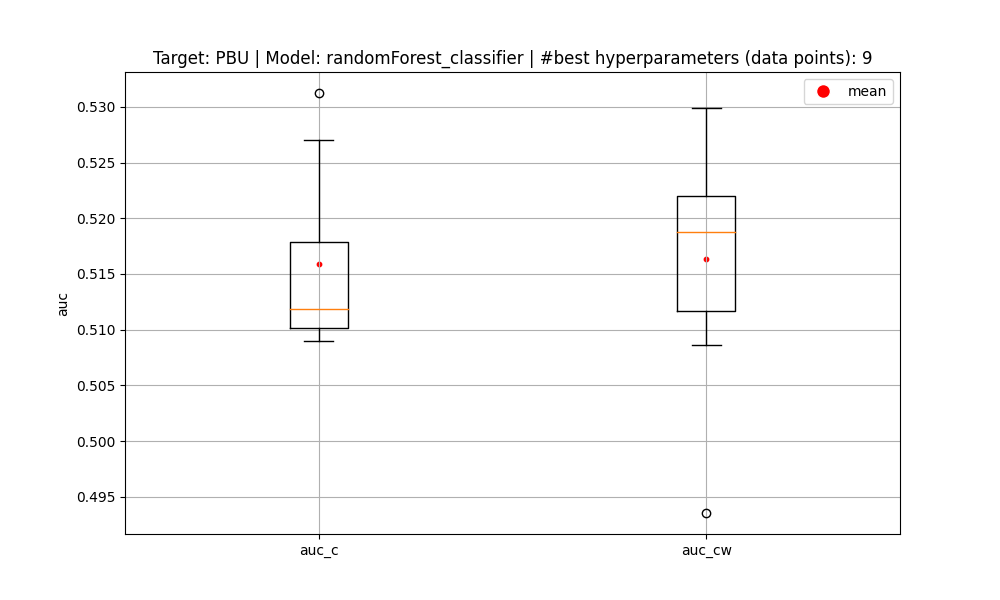 Target: PBU | Model: randomForest_classifier | #best hyperparameters (data points): 9
mean
0.530
0.525
0.520
0.515
0.510
0.505
0.500
0.495
auc
auc_c
auc_cw